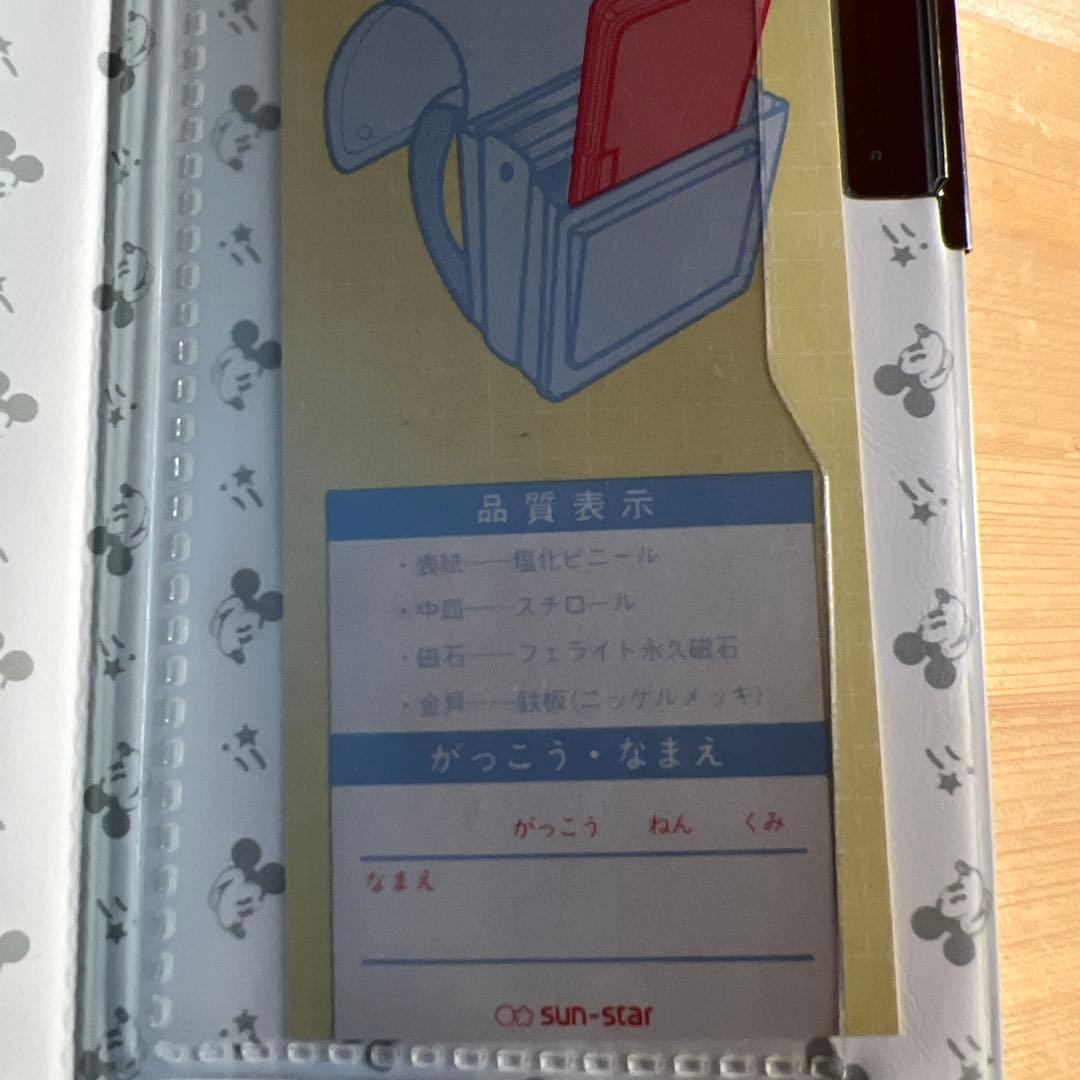 品質表示
・表紙――塩化ビニール
・中皿――スチロール
・磁石――フェライト永久磁石
・金具――鉄板(ニッケルメッキ)
がっこう・なまえ
がっこう ねん くみ
なまえ
sun-star